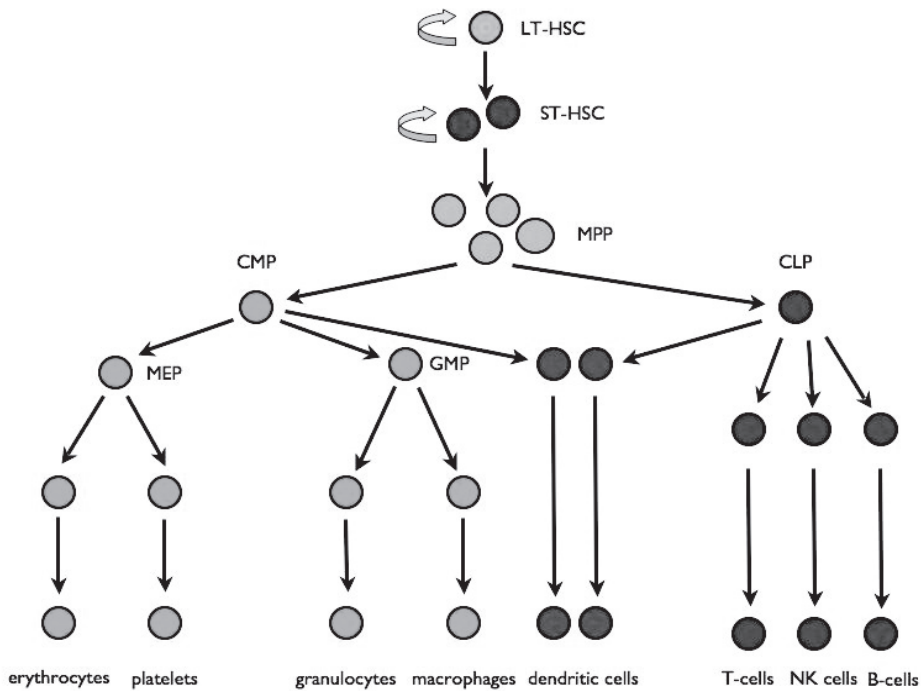 LT-HSC
ST-HSC
MPP
CMP
CLP
MEP
GMP
erythrocytes platelets granulocytes macrophages dendritic cells T-cells NK cells B-cells